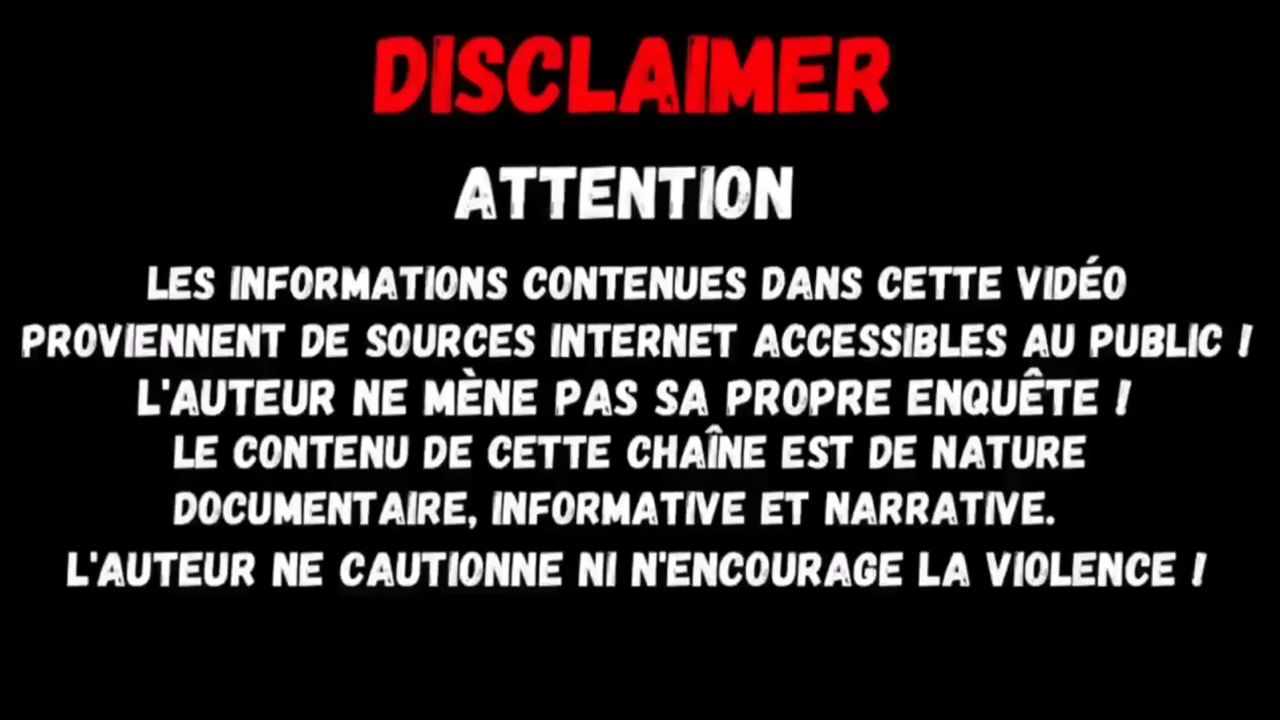 DISCLAIMER
ATTENTION
LES INFORMATIONS CONTENUES DANS CETTE VIDÉO
PROVIENNENT DE SOURCES INTERNET ACCESSIBLES AU PUBLIC !
L'AUTEUR NE MÈNE PAS SA PROPRE ENQUÊTE !
LE CONTENU DE CETTE CHAÎNE EST DE NATURE
DOCUMENTAIRE, INFORMATIVE ET NARRATIVE.
L'AUTEUR NE CAUTIONNE NI N'ENCOURAGE LA VIOLENCE !